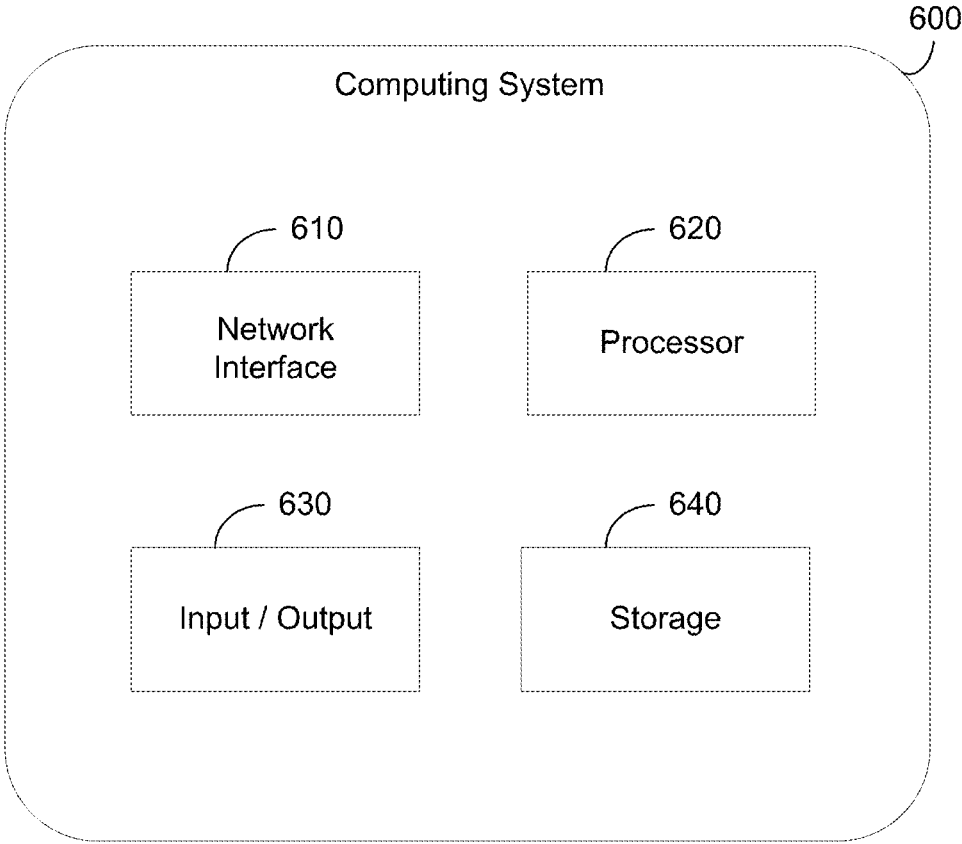 600
Computing System
610
620
Network
Interface
Processor
630
640
Input / Output
Storage